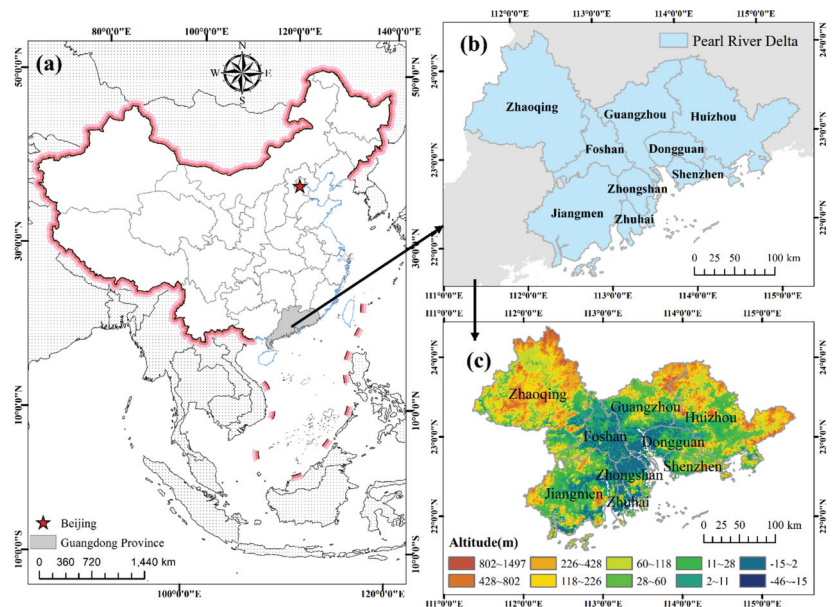 80°0'0"E 100°0'0"E 120°0'0"E 140°0'0"E
(a)
N
W E
S
50°0'0"N
30°0'0"N
10°0'0"N
10°0'0"S
50°0'0"N
30°0'0"N
10°0'0"N
10°0'0"S
Beijing
Guangdong Province
0 360 720 1,440 km
100°0'0"E 120°0'0"E
112°0'0"E 113°0'0"E 114°0'0"E 115°0'0"E
(b)
Pearl River Delta
24°0'0"N
23°0'0"N
22°0'0"N
24°0'0"N
23°0'0"N
22°0'0"N
Zhaoqing
Guangzhou
Huizhou
Foshan
Dongguan
Shenzhen
Zhongshan
Jiangmen
Zhuhai
0 25 50 100 km
111°0'0"E 112°0'0"E 113°0'0"E 114°0'0"E 115°0'0"E
(c)
24°0'0"N
23°0'0"N
22°0'0"N
24°0'0"N
23°0'0"N
22°0'0"N
Zhaoqing
Guangzhou
Huizhou
Foshan
Dongguan
Shenzhen
Zhongshan
Jiangmen
Zhuhai
0 25 50 100 km
Altitude(m)
802~1497 226~428 60~118 11~28 -15~2
428~802 118~226 28~60 2~11 -46~-15
111°0'0"E 112°0'0"E 113°0'0"E 114°0'0"E 115°0'0"E